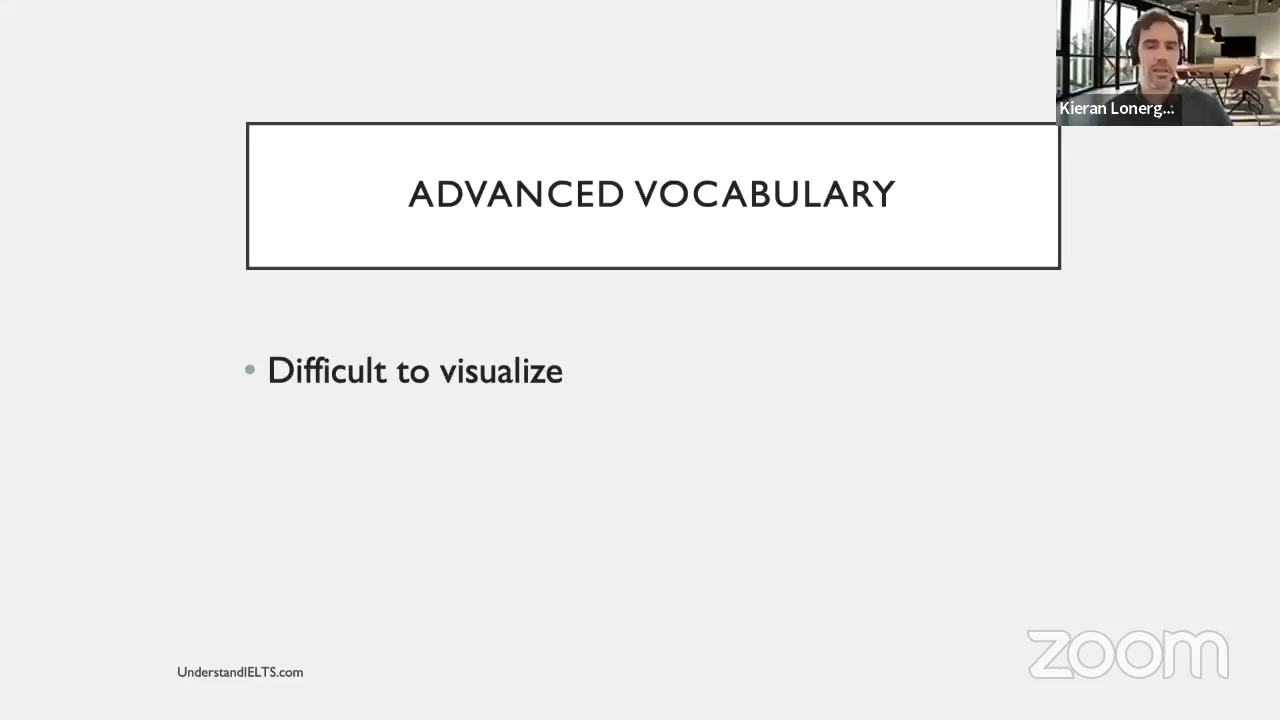 Kieran Lonerg...
ADVANCED VOCABULARY
• Difficult to visualize
UnderstandIELTS.com
zoom